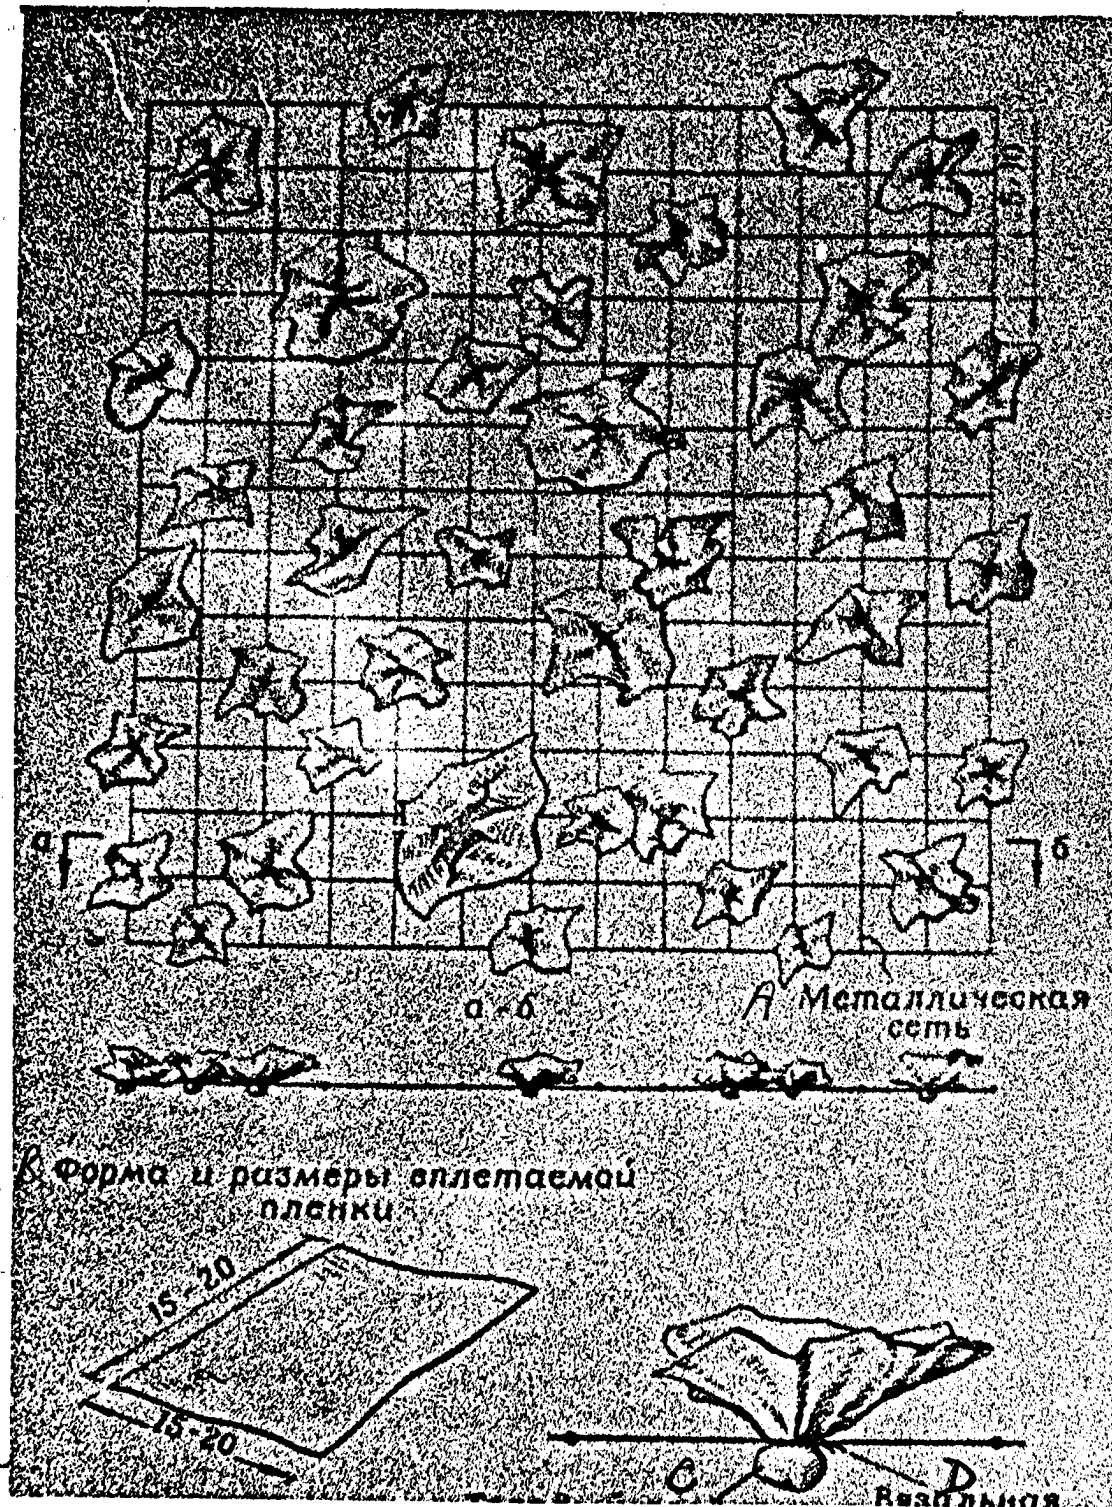 а
б
а - б
A Металлическая
сеть
B Форма и размеры вплетаемой
пленки
15-20
15-20
C
D
Вязальная